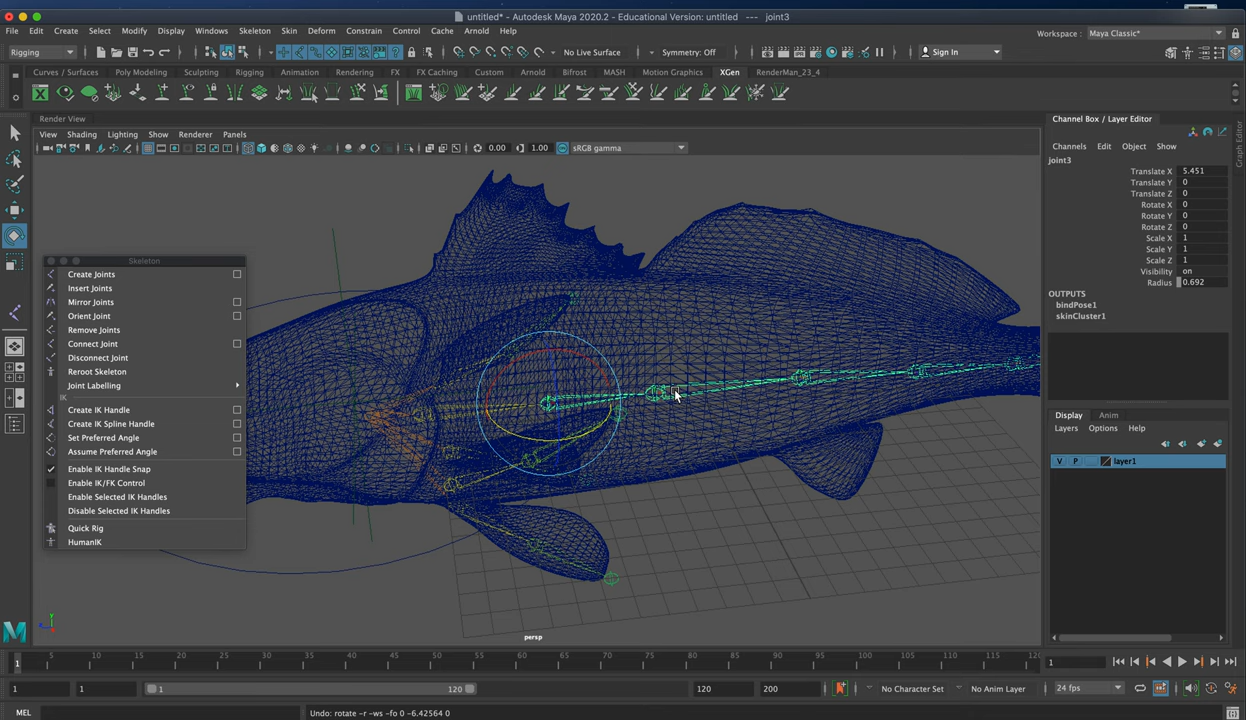 untitled* - Autodesk Maya 2020.2 - Educational Version: untitled --- joint3
File Edit Create Select Modify Display Windows Skeleton Skin Deform Constrain Control Cache Arnold Help
Workspace : Maya Classic*
Rigging No Live Surface Symmetry: Off Sign In
Curves / Surfaces Poly Modeling Sculpting Rigging Animation Rendering FX FX Caching Custom Arnold Bifrost MASH Motion Graphics XGen RenderMan_23_4
Render View
View Shading Lighting Show Renderer Panels
0.00 1.00 sRGB gamma
Skeleton
Create Joints
Insert Joints
Mirror Joints
Orient Joint
Remove Joints
Connect Joint
Disconnect Joint
Reroot Skeleton
Joint Labelling
IK
Create IK Handle
Create IK Spline Handle
Set Preferred Angle
Assume Preferred Angle
Enable IK Handle Snap
Enable IK/FK Control
Enable Selected IK Handles
Disable Selected IK Handles
Quick Rig
HumanIK
persp
Channel Box / Layer Editor
Graph Editor
Channels Edit Object Show
joint3
Translate X 5.451
Translate Y 0
Translate Z 0
Rotate X 0
Rotate Y 0
Rotate Z 0
Scale X 1
Scale Y 1
Scale Z 1
Visibility on
Radius 0.692
OUTPUTS
bindPose1
skinCluster1
Display Anim
Layers Options Help
V P layer1
1 5 10 15 20 25 30 35 40 45 50 55 60 65 70 75 80 85 90 95 100 105 110 115 12
1
1 1 1 120 120 200 No Character Set No Anim Layer 24 fps
MEL Undo: rotate -r -ws -fo 0 -6.42564 0